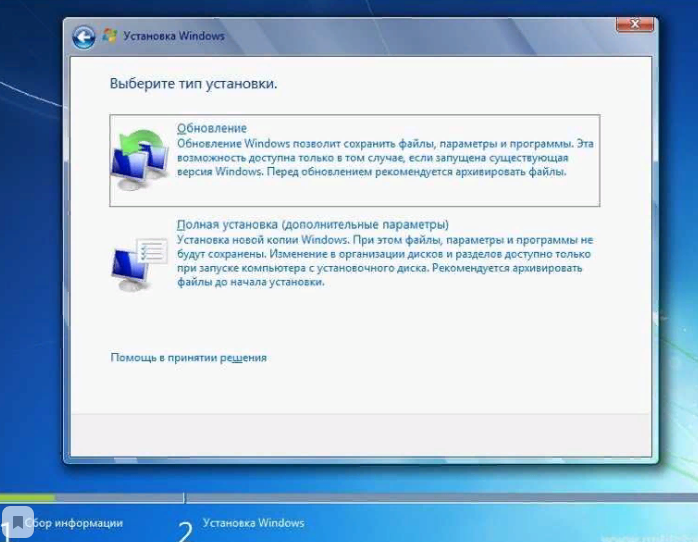 Установка Windows
Выберите тип установки.
Обновление
Обновление Windows позволит сохранить файлы, параметры и программы. Эта
возможность доступна только в том случае, если запущена существующая
версия Windows. Перед обновлением рекомендуется архивировать файлы.
Полная установка (дополнительные параметры)
Установка новой копии Windows. При этом файлы, параметры и программы не
будут сохранены. Изменение в организации дисков и разделов доступно только
при запуске компьютера с установочного диска. Рекомендуется архивировать
файлы до начала установки.
Помощь в принятии решения
1 Сбор информации
2 Установка Windows